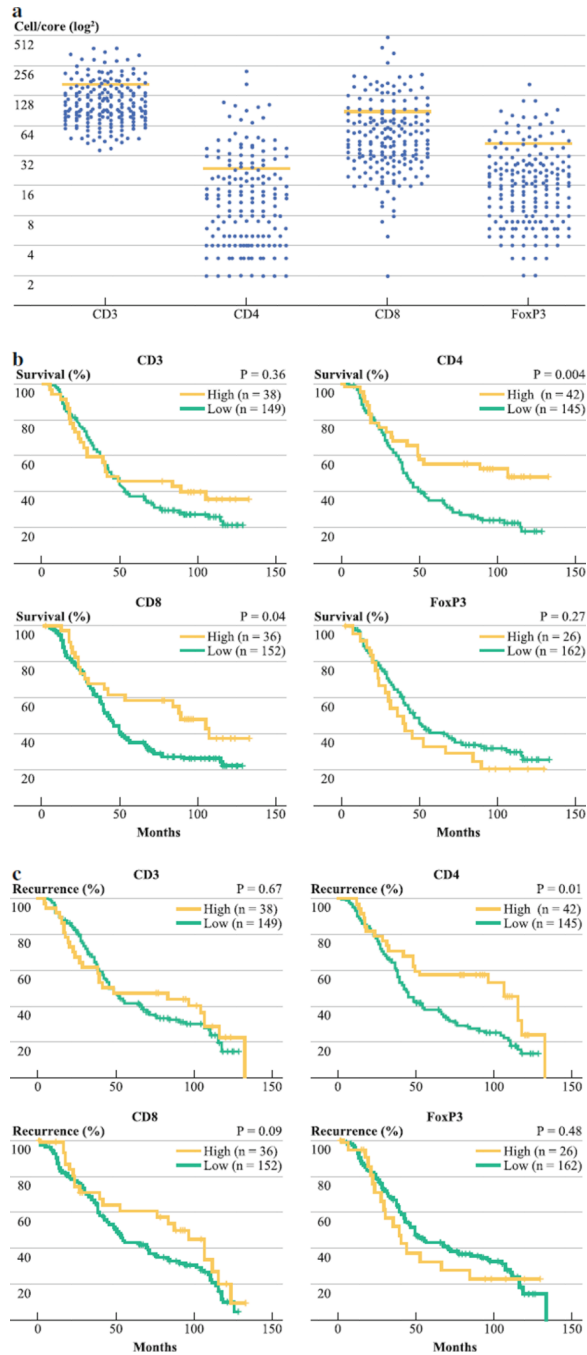 a
Cell/core (log²)
512
256
128
64
32
16
8
4
2
CD3 CD4 CD8 FoxP3
b
CD3
Survival (%) P = 0.36
High (n = 38)
Low (n = 149)
100
80
60
40
20
0 50 100 150
CD4
Survival (%) P = 0.004
High (n = 42)
Low (n = 145)
100
80
60
40
20
0 50 100 150
CD8
Survival (%) P = 0.04
High (n = 36)
Low (n = 152)
100
80
60
40
20
0 50 100 150
Months
FoxP3
Survival (%) P = 0.27
High (n = 26)
Low (n = 162)
100
80
60
40
20
0 50 100 150
Months
c
CD3
Recurrence (%) P = 0.67
High (n = 38)
Low (n = 149)
100
80
60
40
20
0 50 100 150
CD4
Recurrence (%) P = 0.01
High (n = 42)
Low (n = 145)
100
80
60
40
20
0 50 100 150
CD8
Recurrence (%) P = 0.09
High (n = 36)
Low (n = 152)
100
80
60
40
20
0 50 100 150
Months
FoxP3
Recurrence (%) P = 0.48
High (n = 26)
Low (n = 162)
100
80
60
40
20
0 50 100 150
Months